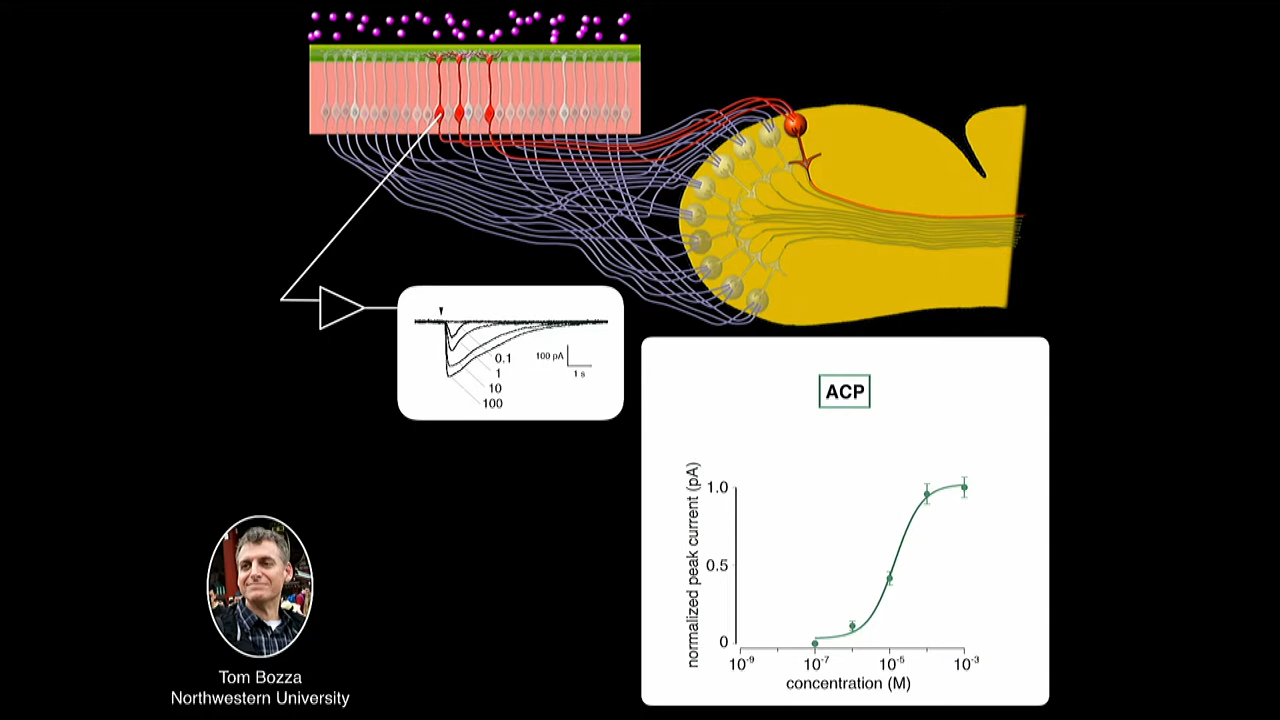 0.1
1
10
100
100 pA
1 s
ACP
normalized peak current (pA)
1.0
0.5
0
10-9
10-7
10-5
10-3
concentration (M)
Tom Bozza
Northwestern University